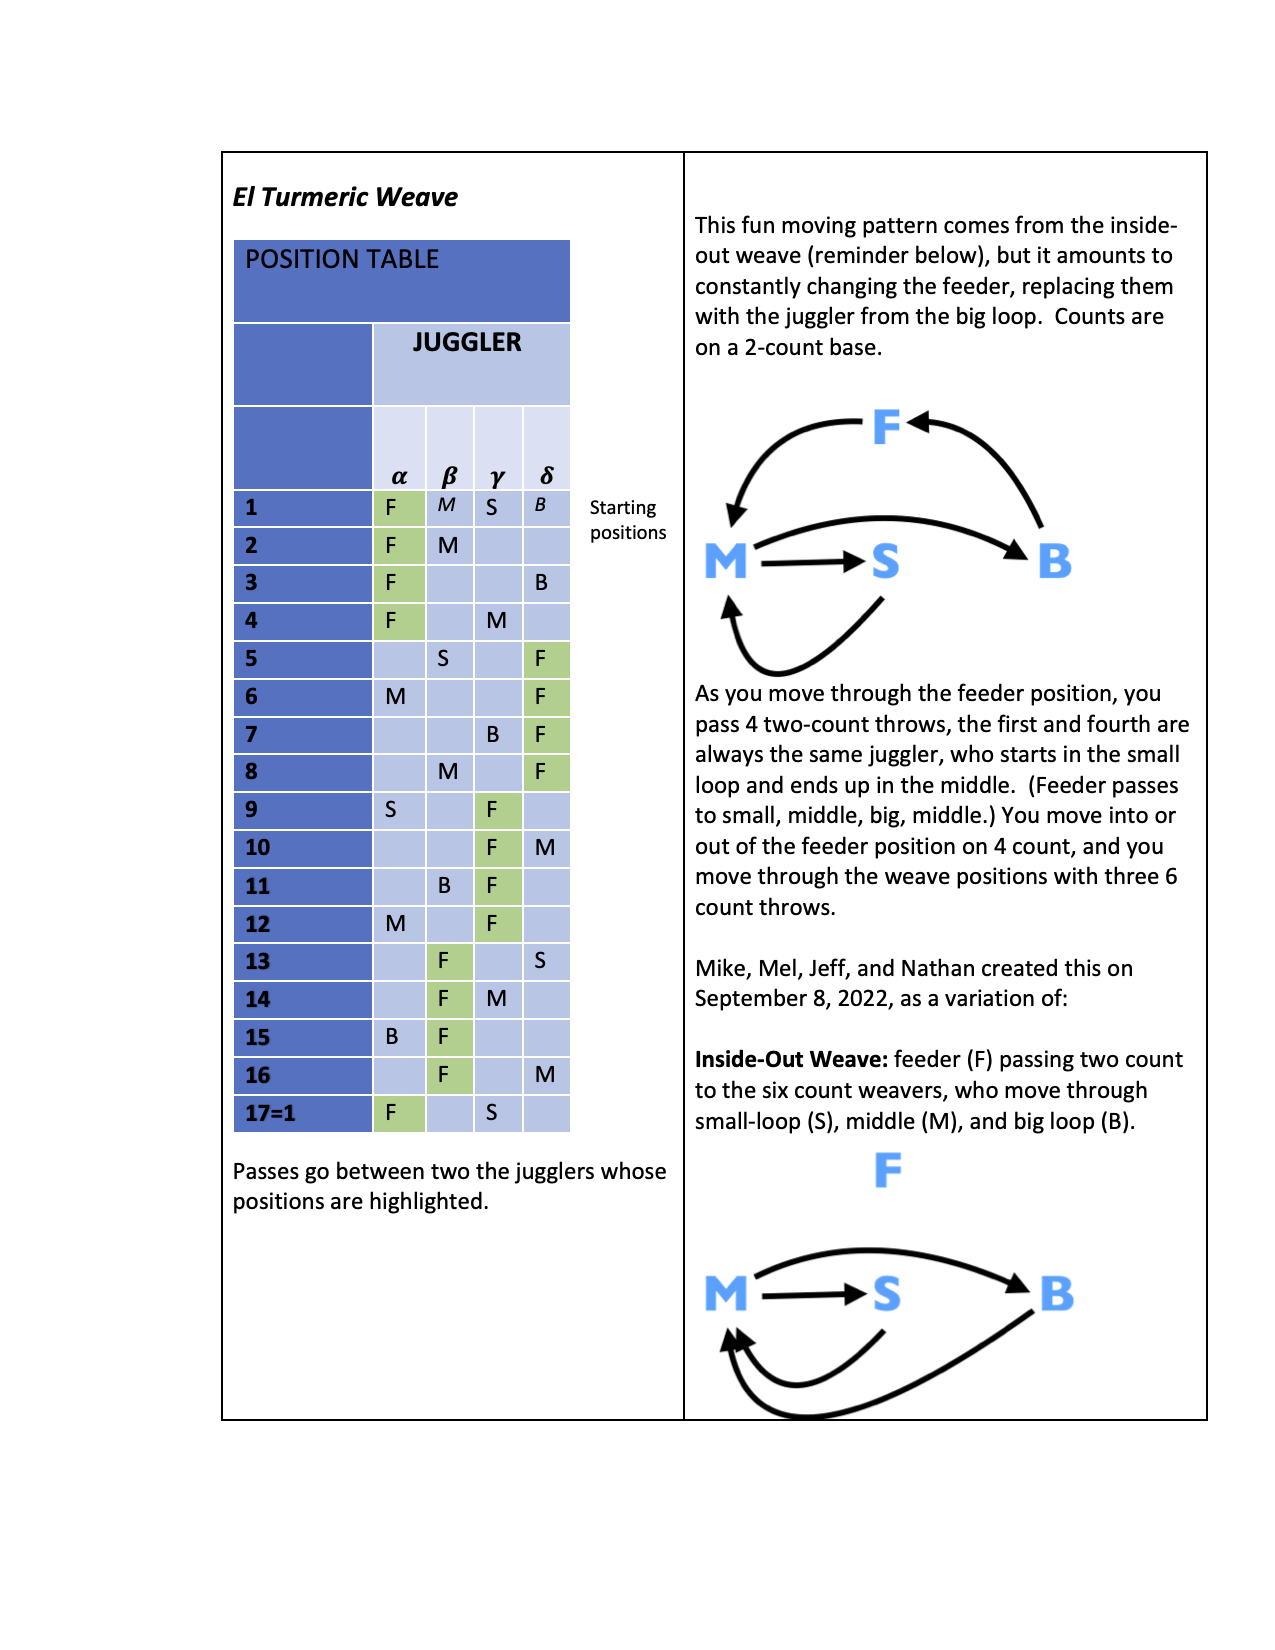 El Turmeric Weave
POSITION TABLE
JUGGLER
α β γ δ
1 F M S B
Starting
positions
2 F M
3 F B
4 F M
5 S F
6 M F
7 B F
8 M F
9 S F
10 F M
11 B F
12 M F
13 F S
14 F M
15 B F
16 F M
17=1 F S
Passes go between two the jugglers whose
positions are highlighted.
This fun moving pattern comes from the inside-
out weave (reminder below), but it amounts to
constantly changing the feeder, replacing them
with the juggler from the big loop.  Counts are
on a 2-count base.
F
M S B
As you move through the feeder position, you
pass 4 two-count throws, the first and fourth are
always the same juggler, who starts in the small
loop and ends up in the middle.  (Feeder passes
to small, middle, big, middle.) You move into or
out of the feeder position on 4 count, and you
move through the weave positions with three 6
count throws.
Mike, Mel, Jeff, and Nathan created this on
September 8, 2022, as a variation of:
Inside-Out Weave: feeder (F) passing two count
to the six count weavers, who move through
small-loop (S), middle (M), and big loop (B).
F
M S B